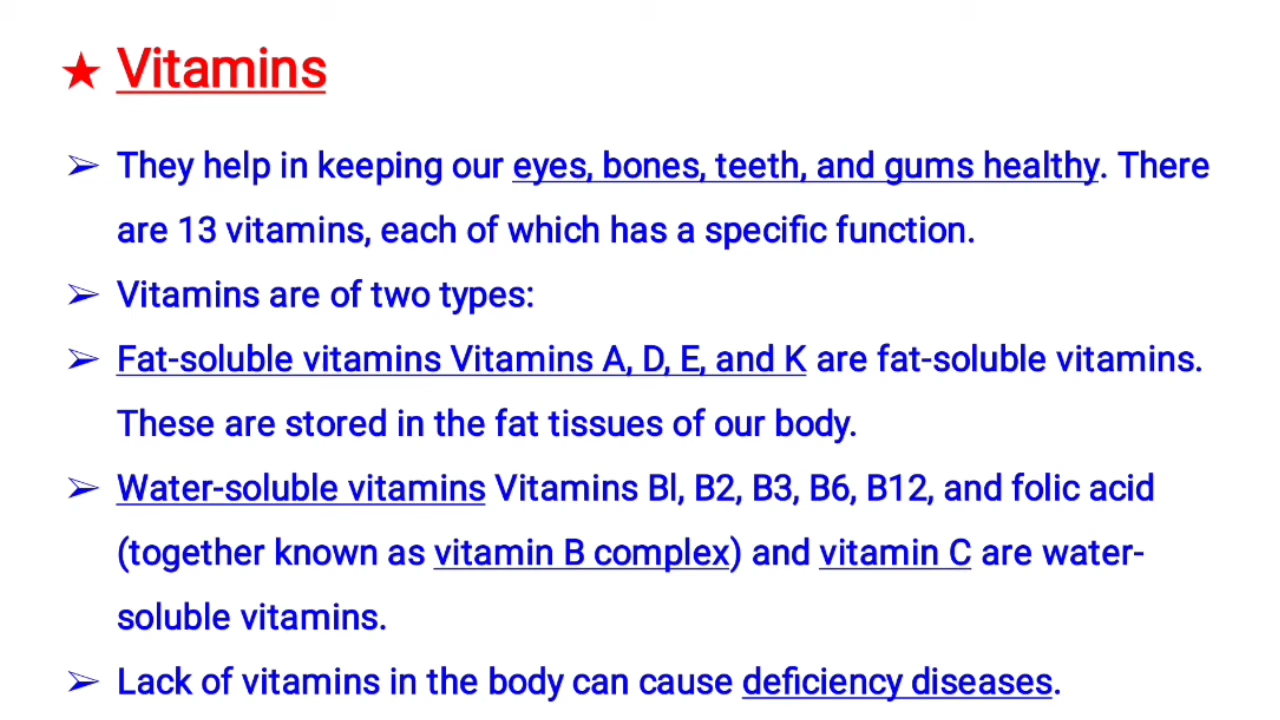 ★ Vitamins
➢ They help in keeping our eyes, bones, teeth, and gums healthy. There
are 13 vitamins, each of which has a specific function.
➢ Vitamins are of two types:
➢ Fat-soluble vitamins Vitamins A, D, E, and K are fat-soluble vitamins.
These are stored in the fat tissues of our body.
➢ Water-soluble vitamins Vitamins Bl, B2, B3, B6, B12, and folic acid
(together known as vitamin B complex) and vitamin C are water-
soluble vitamins.
➢ Lack of vitamins in the body can cause deficiency diseases.